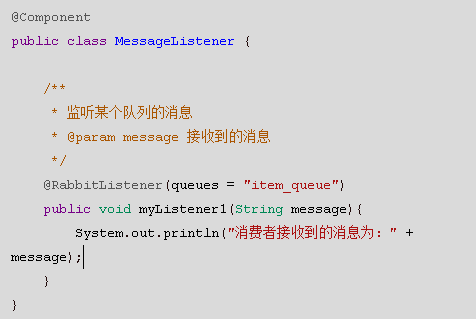 @Component
public class MessageListener {
/**
* 监听某个队列的消息
* @param message 接收到的消息
*/
@RabbitListener(queues = "item_queue")
public void myListener1(String message){
System.out.println("消费者接收到的消息为：" +
message);
}
}